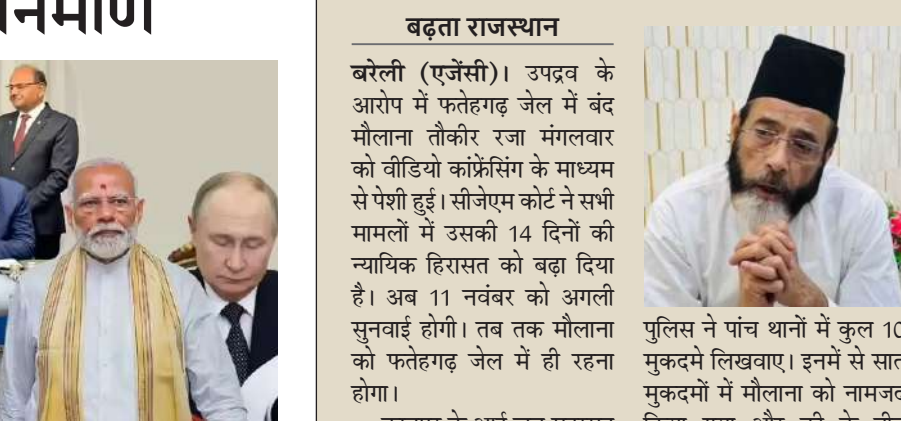 निर्माण
बढ़ता राजस्थान
बरेली (एजेंसी)। उपद्रव के
आरोप में फतेहगढ़ जेल में बंद
मौलाना तौकीर रजा मंगलवार
को वीडियो कांफ्रेंसिंग के माध्यम
से पेशी हुई। सीजेएम कोर्ट ने सभी
मामलों में उसकी 14 दिनों की
न्यायिक हिरासत को बढ़ा दिया
है। अब 11 नवंबर को अगली
सुनवाई होगी। तब तक मौलाना
को फतेहगढ़ जेल में ही रहना
होगा।
पुलिस ने पांच थानों में कुल 10
मुकदमे लिखवाए। इनमें से सात
मुकदमों में मौलाना को नामजद